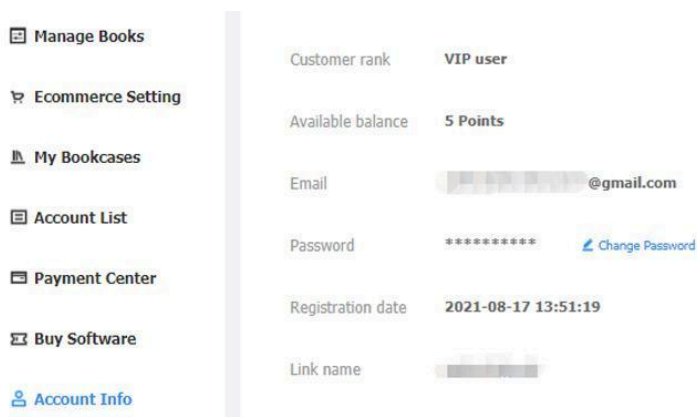 Manage Books
Ecommerce Setting
My Bookcases
Account List
Payment Center
Buy Software
Account Info
Customer rank VIP user
Available balance 5 Points
Email @gmail.com
Password ********** Change Password
Registration date 2021-08-17 13:51:19
Link name